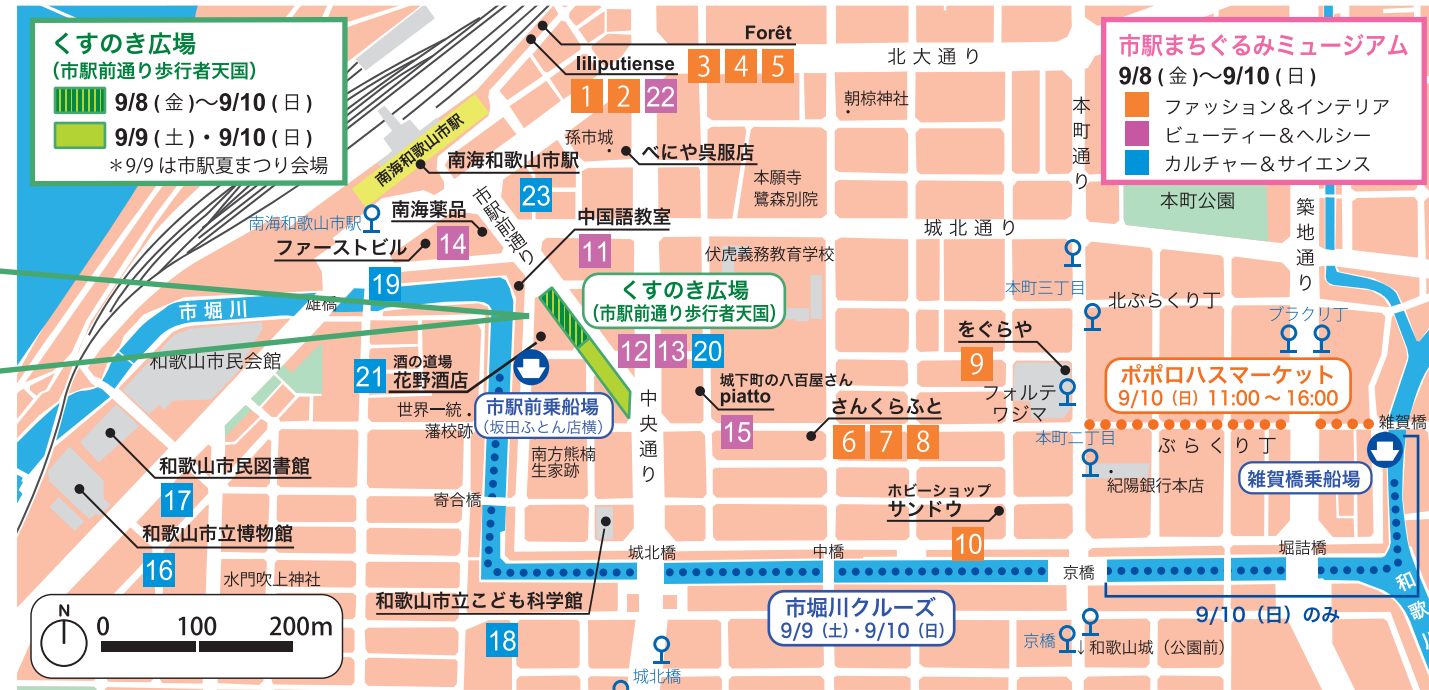 くすのき広場
(市駅前通り歩行者天国)
9/8(金)～9/10(日)
9/9(土)・9/10(日)
＊9/9は市駅夏まつり会場
Forêt
3 4 5
liliputiense
1 2 22
北大通り
市駅まちぐるみミュージアム
9/8(金)～9/10(日)
ファッション＆インテリア
ビューティー＆ヘルシー
カルチャー＆サイエンス
朝椋神社
本町通り
孫市城
べにや呉服店
南海和歌山市駅
南海和歌山市駅
23
本願寺
鷺森別院
本町公園
築地通り
南海和歌山市駅
南海薬品
14
市駅前通り
中国語教室
11
城北通り
ファーストビル
19
伏虎義務教育学校
本町三丁目
くすのき広場
(市駅前通り歩行者天国)
12 13 20
市堀川
雄橋
北ぶらくり丁
ブラクリ丁
をぐらや
9
和歌山市民会館
21
酒の道場
花野酒店
フォルテ
ワジマ
ポポロハスマーケット
9/10（日）11:00～16:00
城下町の八百屋さん
piatto
15
中央通り
世界一統・
藩校跡
市駅前乗船場
(坂田ふとん店横)
さんくらふと
6 7 8
本町二丁目
ぶらくり丁
雑賀橋
雑賀橋乗船場
南方熊楠
生家跡
和歌山市民図書館
17
寄合橋
紀陽銀行本店
ホビーショップ
サンドウ
10
和歌山市立博物館
16
城北橋
中橋
京橋
堀詰橋
水門吹上神社
和歌山市立こども科学館
18
市堀川クルーズ
9/9（土）・9/10（日）
9/10（日）のみ
和歌川
N
0 100 200m
京橋
↓和歌山城（公園前）
城北橋